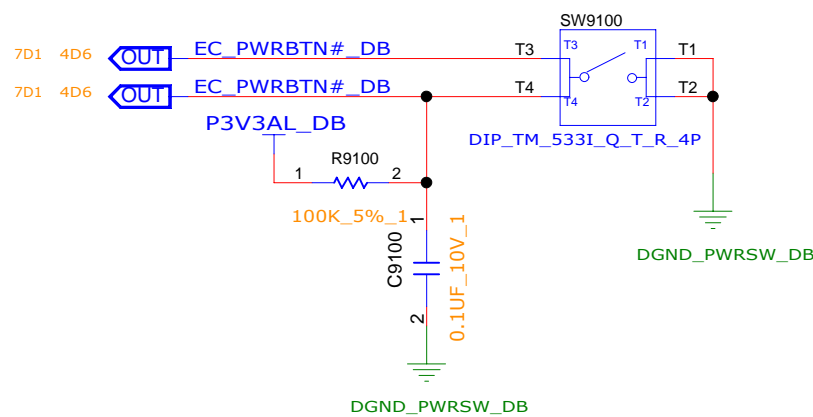 SW9100
7D1 4D6 OUT EC_PWRBTN#_DB T3 T3 T1 T1
7D1 4D6 OUT EC_PWRBTN#_DB T4 T4 T2 T2
P3V3AL_DB
DIP_TM_533I_Q_T_R_4P
R9100
1 2
100K_5%_1
1
C9100
0.1UF_10V_1
2
DGND_PWRSW_DB
DGND_PWRSW_DB